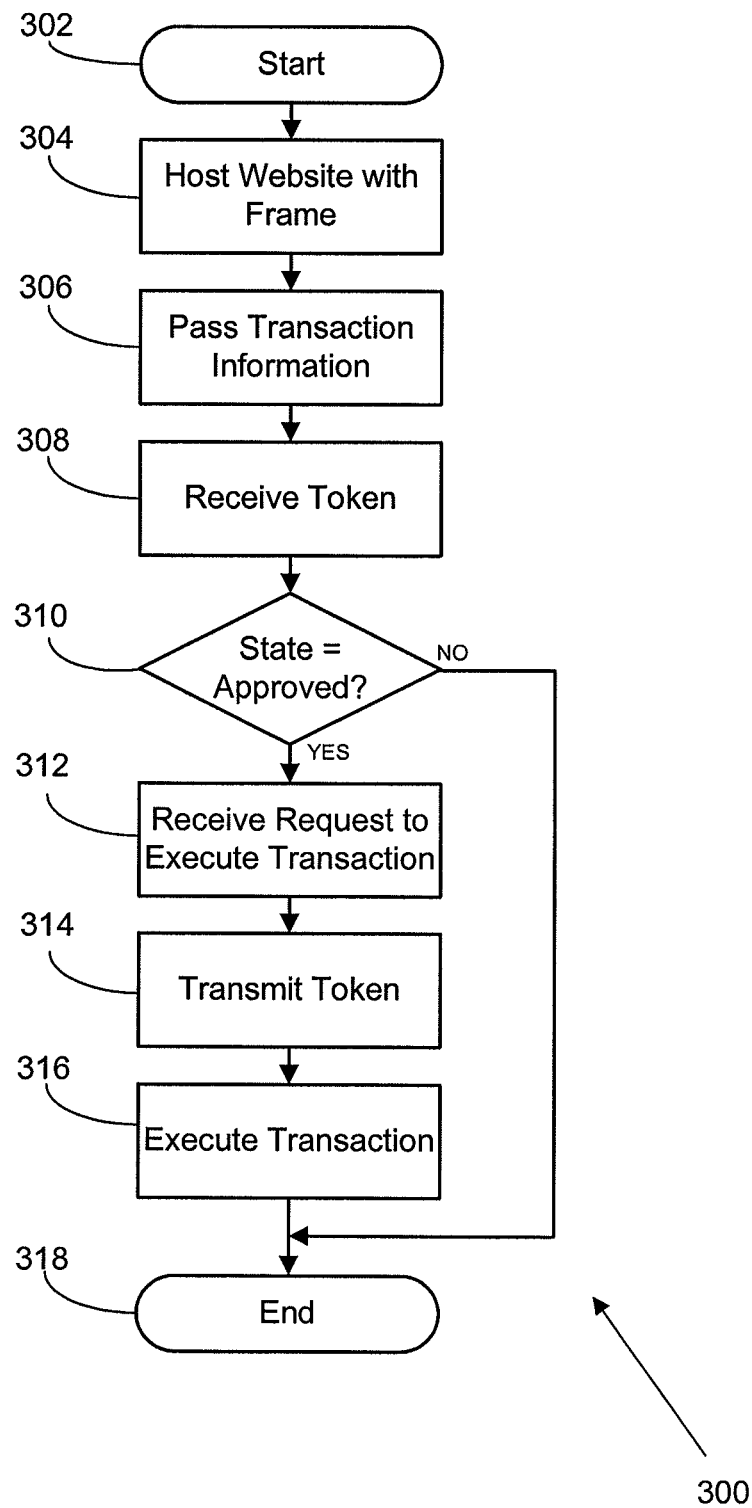 302
Start
304
Host Website with
Frame
306
Pass Transaction
Information
308
Receive Token
310
State =
Approved?
NO
YES
312
Receive Request to
Execute Transaction
314
Transmit Token
316
Execute Transaction
318
End
300